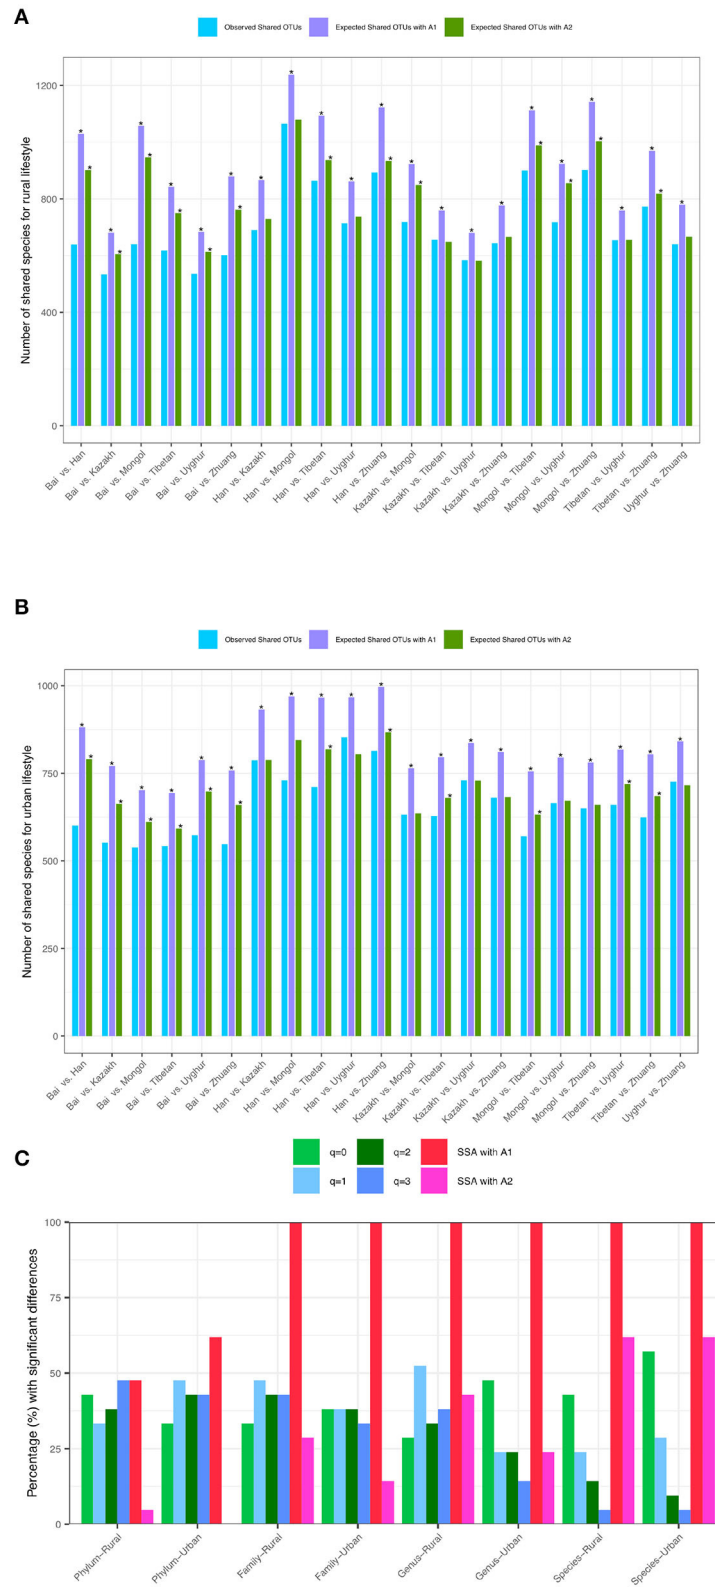 A
Observed Shared OTUs Expected Shared OTUs with A1 Expected Shared OTUs with A2
Number of shared species for rural lifestyle
1200
800
400
0
Bai vs. Han
Bai vs. Kazakh
Bai vs. Mongol
Bai vs. Tibetan
Bai vs. Uyghur
Bai vs. Zhuang
Han vs. Kazakh
Han vs. Mongol
Han vs. Tibetan
Han vs. Uyghur
Han vs. Zhuang
Kazakh vs. Mongol
Kazakh vs. Tibetan
Kazakh vs. Uyghur
Kazakh vs. Zhuang
Mongol vs. Tibetan
Mongol vs. Uyghur
Mongol vs. Zhuang
Tibetan vs. Uyghur
Tibetan vs. Zhuang
Uyghur vs. Zhuang
B
Observed Shared OTUs Expected Shared OTUs with A1 Expected Shared OTUs with A2
Number of shared species for urban lifestyle
1000
750
500
250
0
Bai vs. Han
Bai vs. Kazakh
Bai vs. Mongol
Bai vs. Tibetan
Bai vs. Uyghur
Bai vs. Zhuang
Han vs. Kazakh
Han vs. Mongol
Han vs. Tibetan
Han vs. Uyghur
Han vs. Zhuang
Kazakh vs. Mongol
Kazakh vs. Tibetan
Kazakh vs. Uyghur
Kazakh vs. Zhuang
Mongol vs. Tibetan
Mongol vs. Uyghur
Mongol vs. Zhuang
Tibetan vs. Uyghur
Tibetan vs. Zhuang
Uyghur vs. Zhuang
C
q=0 q=2 SSA with A1
q=1 q=3 SSA with A2
Percentage (%) with significant differences
100
75
50
25
0
Phylum-Rural
Phylum-Urban
Family-Rural
Family-Urban
Genus-Rural
Genus-Urban
Species-Rural
Species-Urban